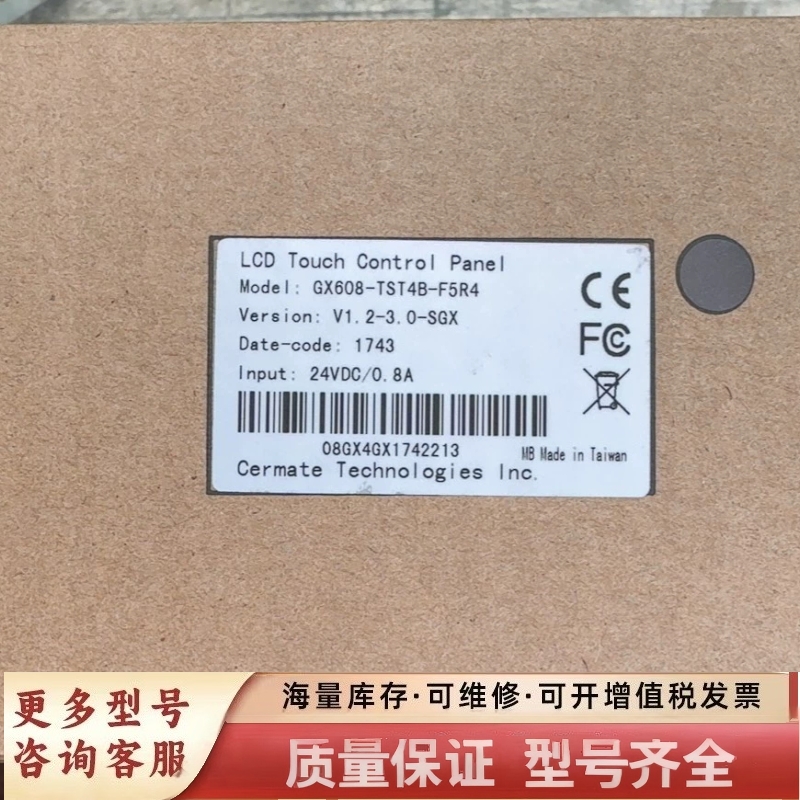 LCD Touch Control Panel
Model: GX608-TST4B-F5R4
Version: V1.2-3.0-SGX
Date-code: 1743
Input: 24VDC/0.8A
CE
FC
08GX4GX1742213
MB Made in Taiwan
Cermate Technologies Inc.
更多型号
咨询客服
海量库存·可维修·可开增值税发票
质量保证 型号齐全